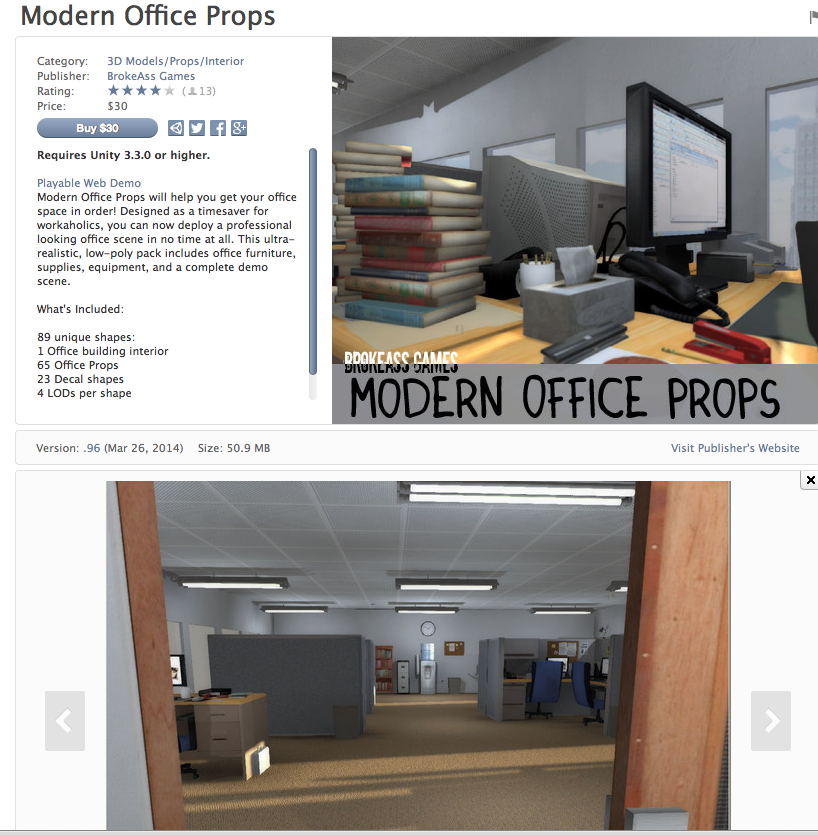 Modern Office Props
Category: 3D Models/Props/Interior
Publisher: BrokeAss Games
Rating: (13)
Price: $30
Buy $30
Requires Unity 3.3.0 or higher.
Playable Web Demo
Modern Office Props will help you get your office
space in order! Designed as a timesaver for
workaholics, you can now deploy a professional
looking office scene in no time at all. This ultra-
realistic, low-poly pack includes office furniture,
supplies, equipment, and a complete demo
scene.
What's Included:
89 unique shapes:
1 Office building interior
65 Office Props
23 Decal shapes
4 LODs per shape
BROKEASS GAMES
MODERN OFFICE PROPS
Version: .96 (Mar 26, 2014) Size: 50.9 MB
Visit Publisher's Website